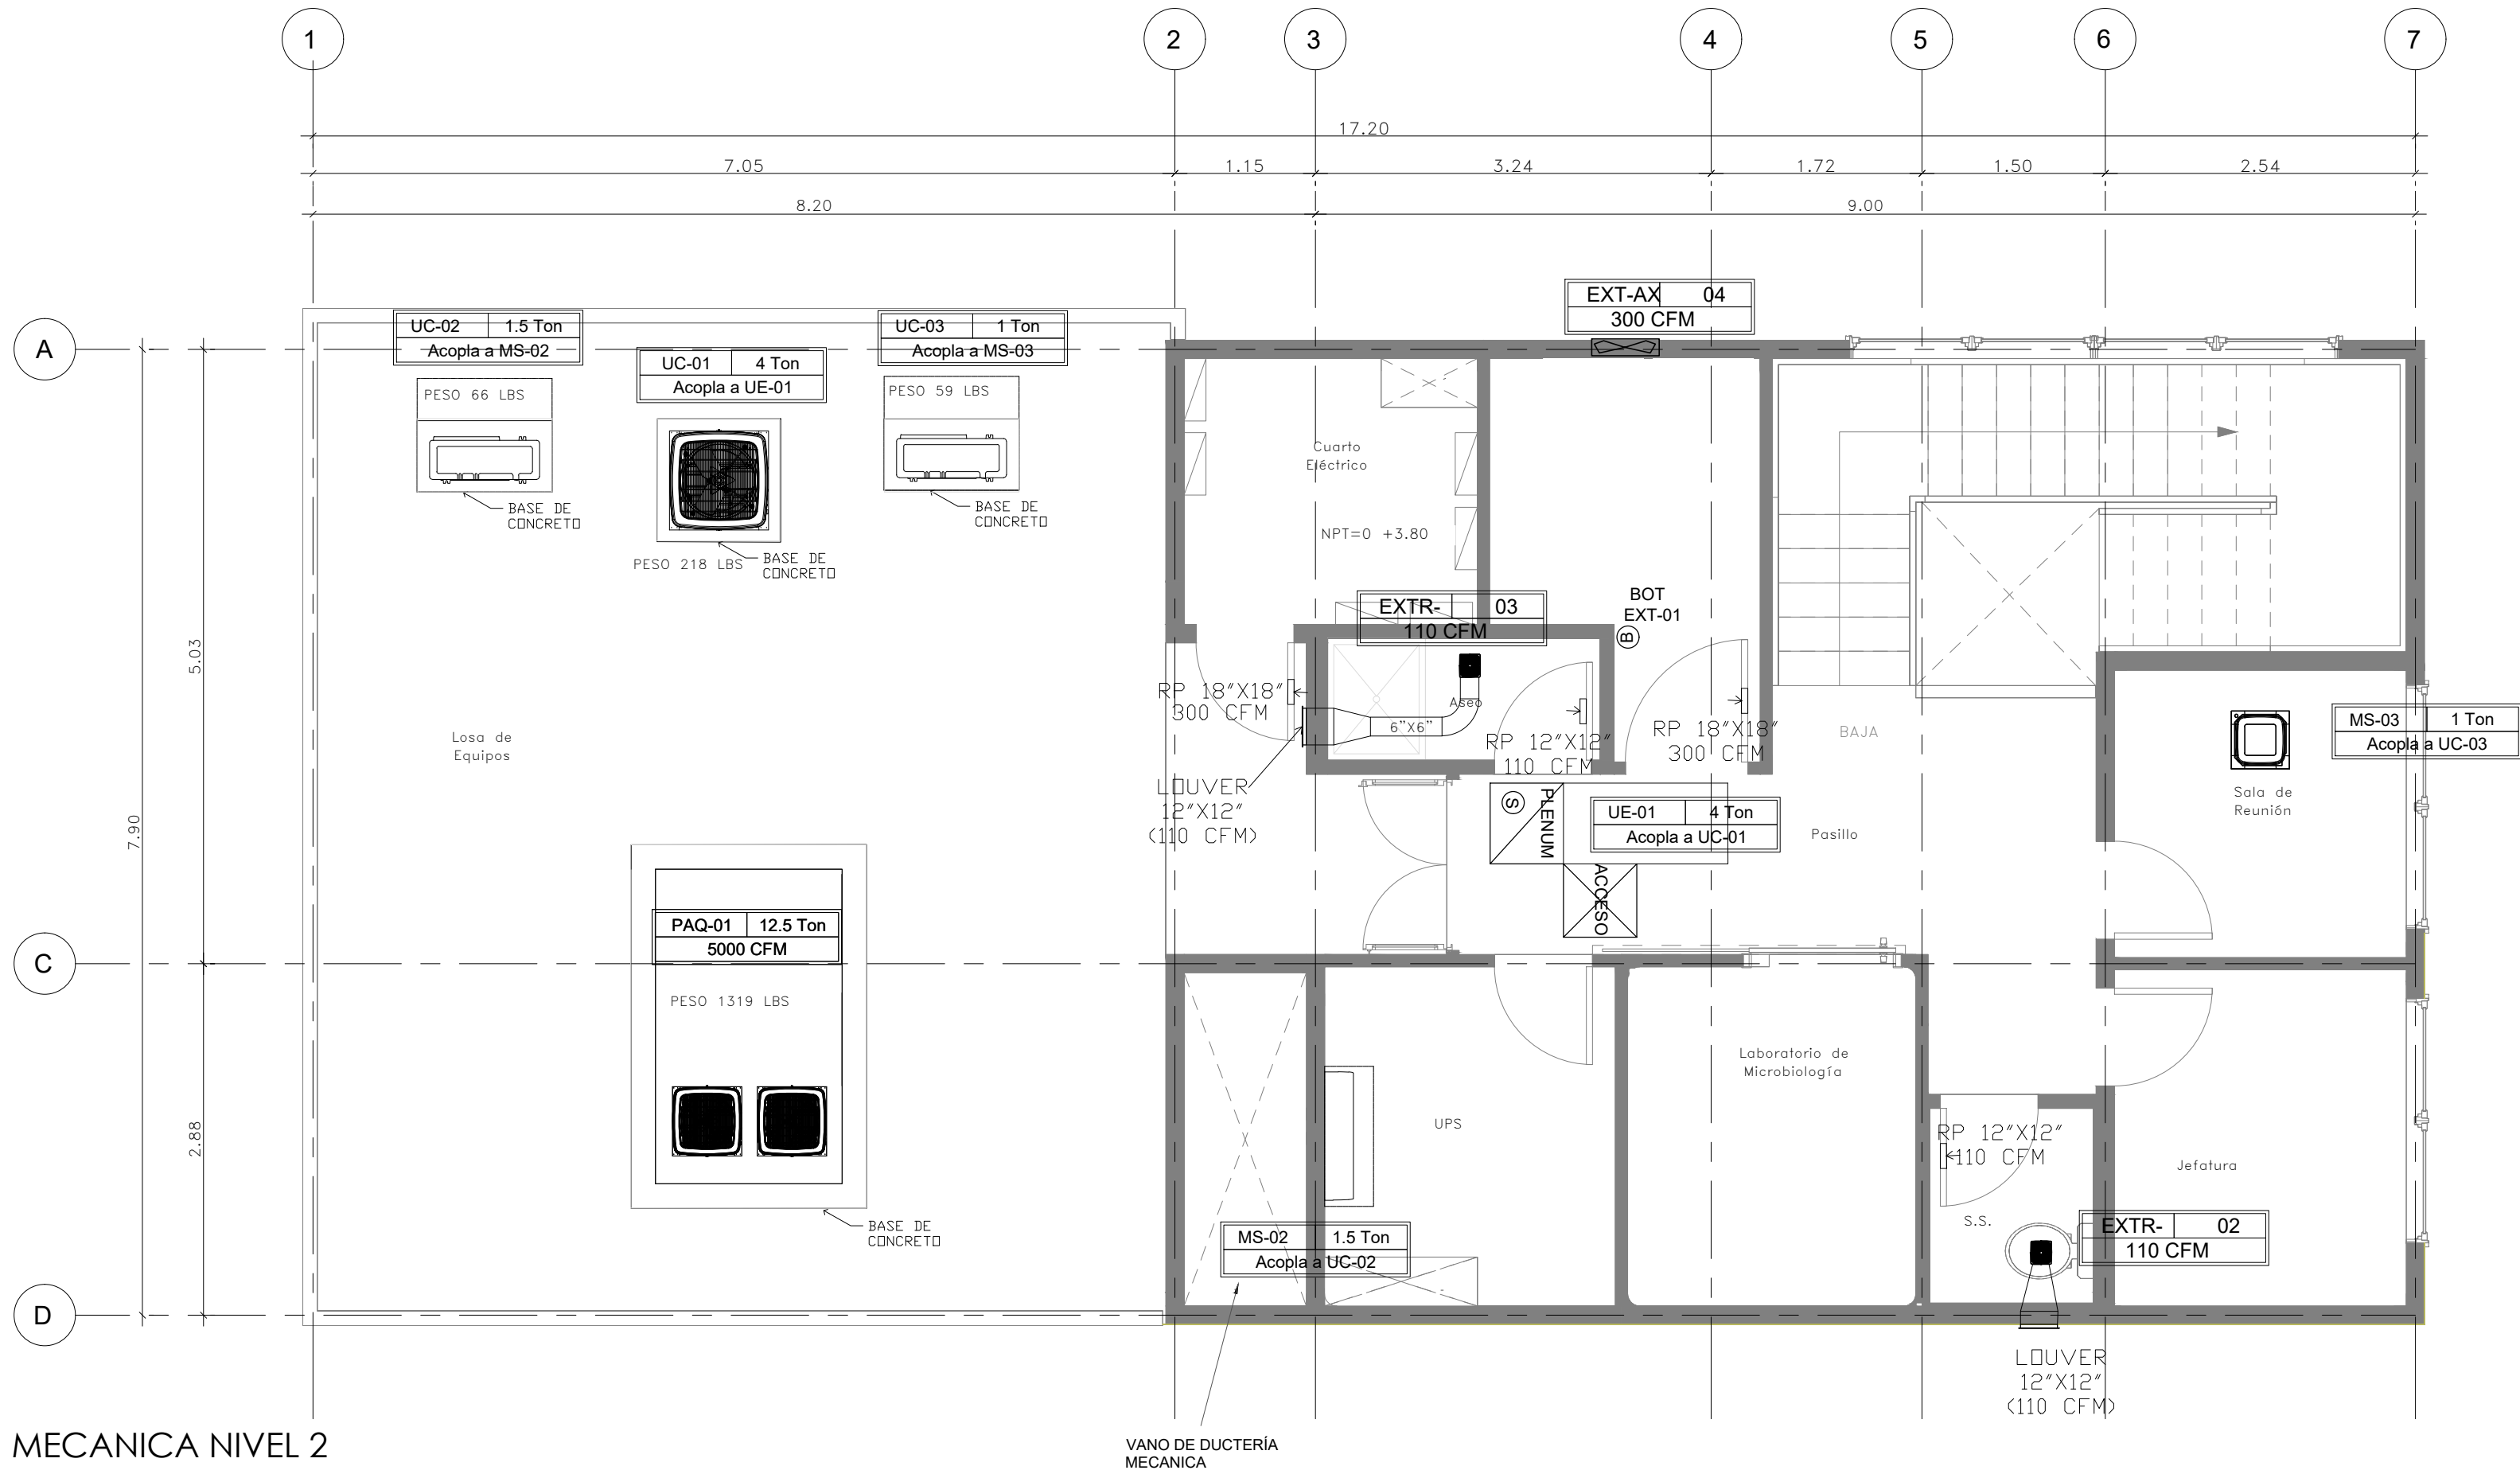 1
2
3
4
5
6
7
17.20
7.05
1.15
3.24
1.72
1.50
2.54
8.20
9.00
EXT-AX 04
300 CFM
A
UC-02 1.5 Ton
Acopla a MS-02
UC-01 4 Ton
Acopla a UE-01
UC-03 1 Ton
Acopla a MS-03
PESO 66 LBS
PESO 59 LBS
BASE DE
CONCRETO
BASE DE
CONCRETO
PESO 218 LBS
BASE DE
CONCRETO
Cuarto
Eléctrico
NPT=0 +3.80
EXTR- 03
110 CFM
BOT
EXT-01
B
5.03
7.90
2.88
Losa de
Equipos
RP 18"X18"
300 CFM
6"X6"
Aseo
RP 12"X12"
110 CFM
RP 18"X18"
300 CFM
BAJA
MS-03 1 Ton
Acopla a UC-03
LOUVER
12"X12"
(110 CFM)
S
PLENUM
UE-01 4 Ton
Acopla a UC-01
Pasillo
Sala de
Reunión
ACCESO
C
PAQ-01 12.5 Ton
5000 CFM
PESO 1319 LBS
BASE DE
CONCRETO
UPS
Laboratorio de
Microbiología
RP 12"X12"
110 CFM
Jefatura
S.S.
EXTR- 02
110 CFM
MS-02 1.5 Ton
Acopla a UC-02
D
LOUVER
12"X12"
(110 CFM)
MECANICA NIVEL 2
VANO DE DUCTERÍA
MECANICA